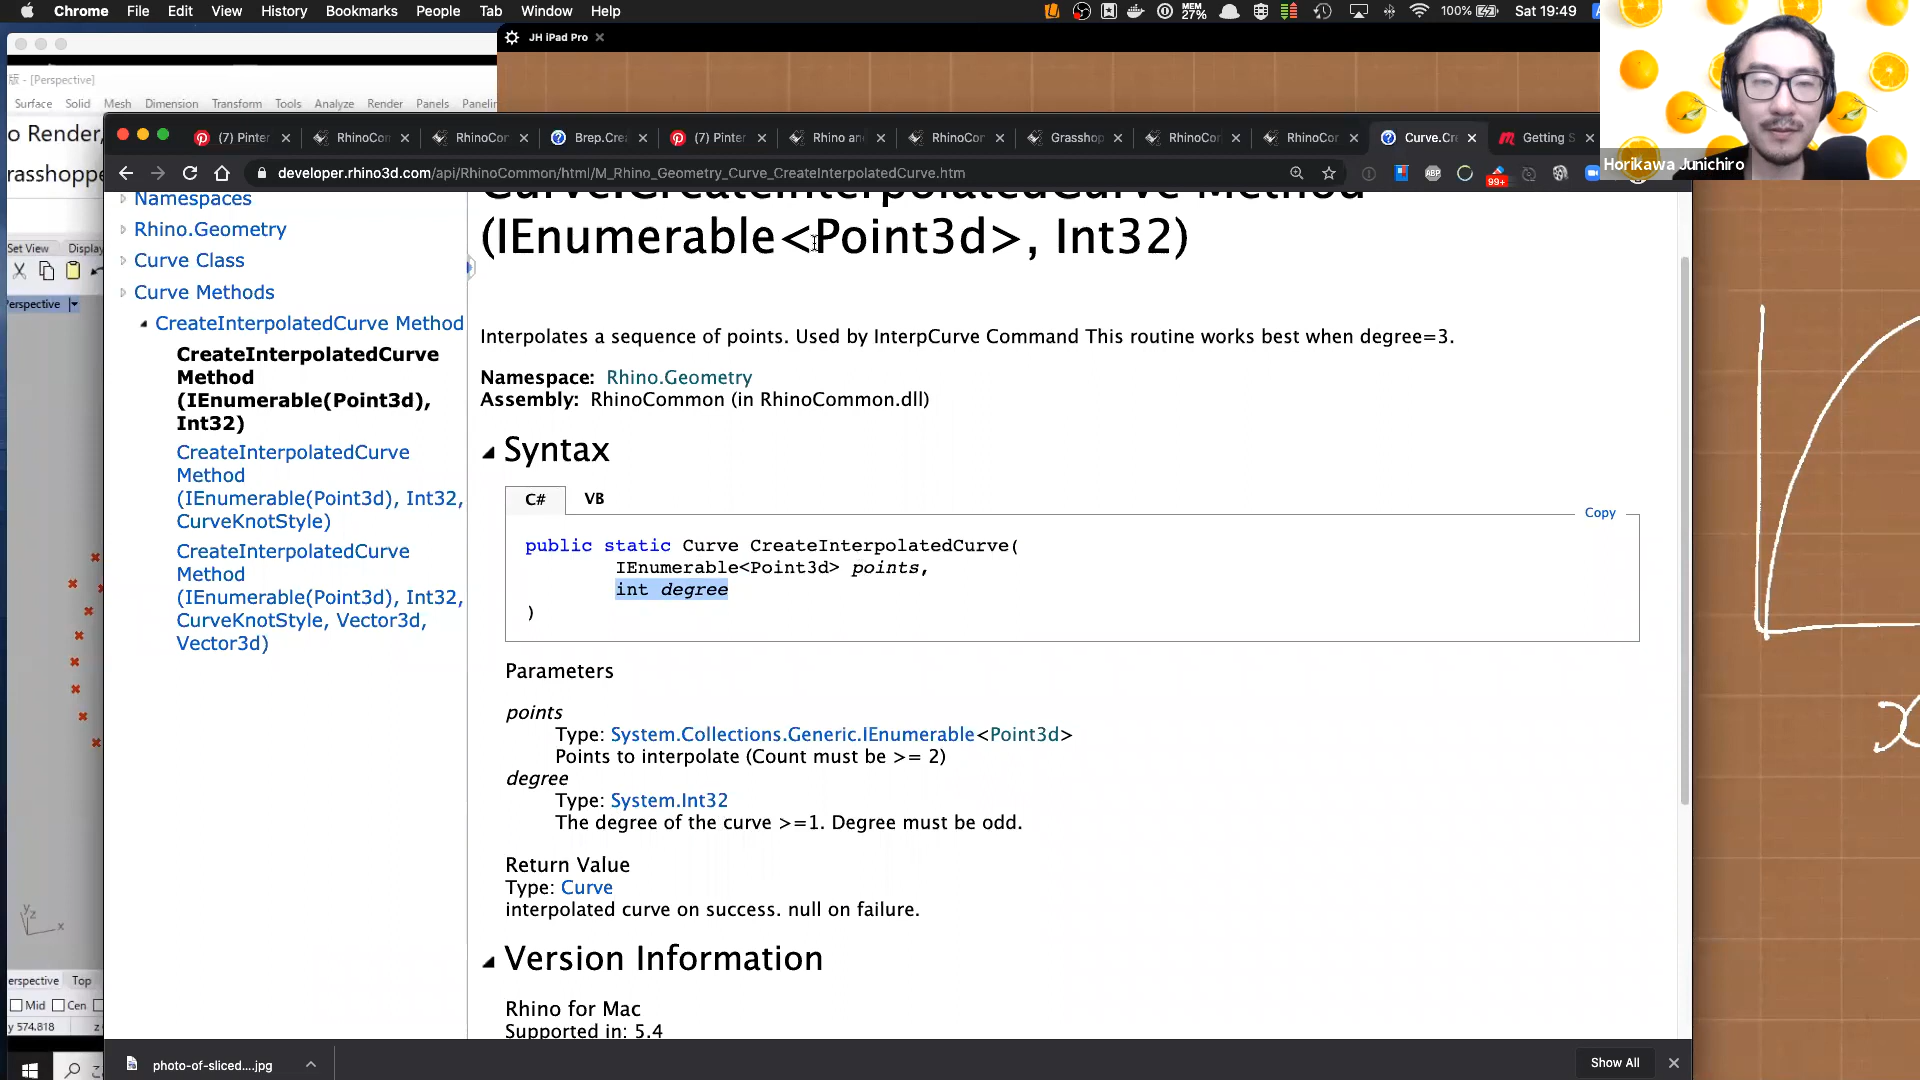 Chrome File Edit View History Bookmarks People Tab Window Help
MEM 27%
100%
Sat 19:49
JH iPad Pro
[Perspective]
Surface Solid Mesh Dimension Transform Tools Analyze Render Panels
o Render,
rasshoppe
Set View Display
erspective
(7) Pinter
RhinoCon
RhinoCor
Brep.Cre
(7) Pinter
Rhino an
RhinoCor
Grasshop
RhinoCor
RhinoCor
Curve.Cr
Getting S
Horikawa Junichiro
developer.rhino3d.com/api/RhinoCommon/html/M_Rhino_Geometry_Curve_CreateInterpolatedCurve.htm
ABP
99+
Namespaces
Rhino.Geometry
Curve Class
Curve Methods
CreateInterpolatedCurve Method
CreateInterpolatedCurve
Method
(IEnumerable(Point3d),
Int32)
CreateInterpolatedCurve
Method
(IEnumerable(Point3d), Int32,
CurveKnotStyle)
CreateInterpolatedCurve
Method
(IEnumerable(Point3d), Int32,
CurveKnotStyle, Vector3d,
Vector3d)
Curve.CreateInterpolatedCurve Method
(IEnumerable<Point3d>, Int32)
Interpolates a sequence of points. Used by InterpCurve Command This routine works best when degree=3.
Namespace: Rhino.Geometry
Assembly: RhinoCommon (in RhinoCommon.dll)
Syntax
C# VB
Copy
public static Curve CreateInterpolatedCurve(
IEnumerable<Point3d> points,
int degree
)
Parameters
points
Type: System.Collections.Generic.IEnumerable<Point3d>
Points to interpolate (Count must be >= 2)
degree
Type: System.Int32
The degree of the curve >=1. Degree must be odd.
Return Value
Type: Curve
interpolated curve on success. null on failure.
Version Information
Rhino for Mac
Supported in: 5.4
y z x
erspective Top
Mid Cen
y 574.818 z
x
photo-of-sliced....jpg
Show All